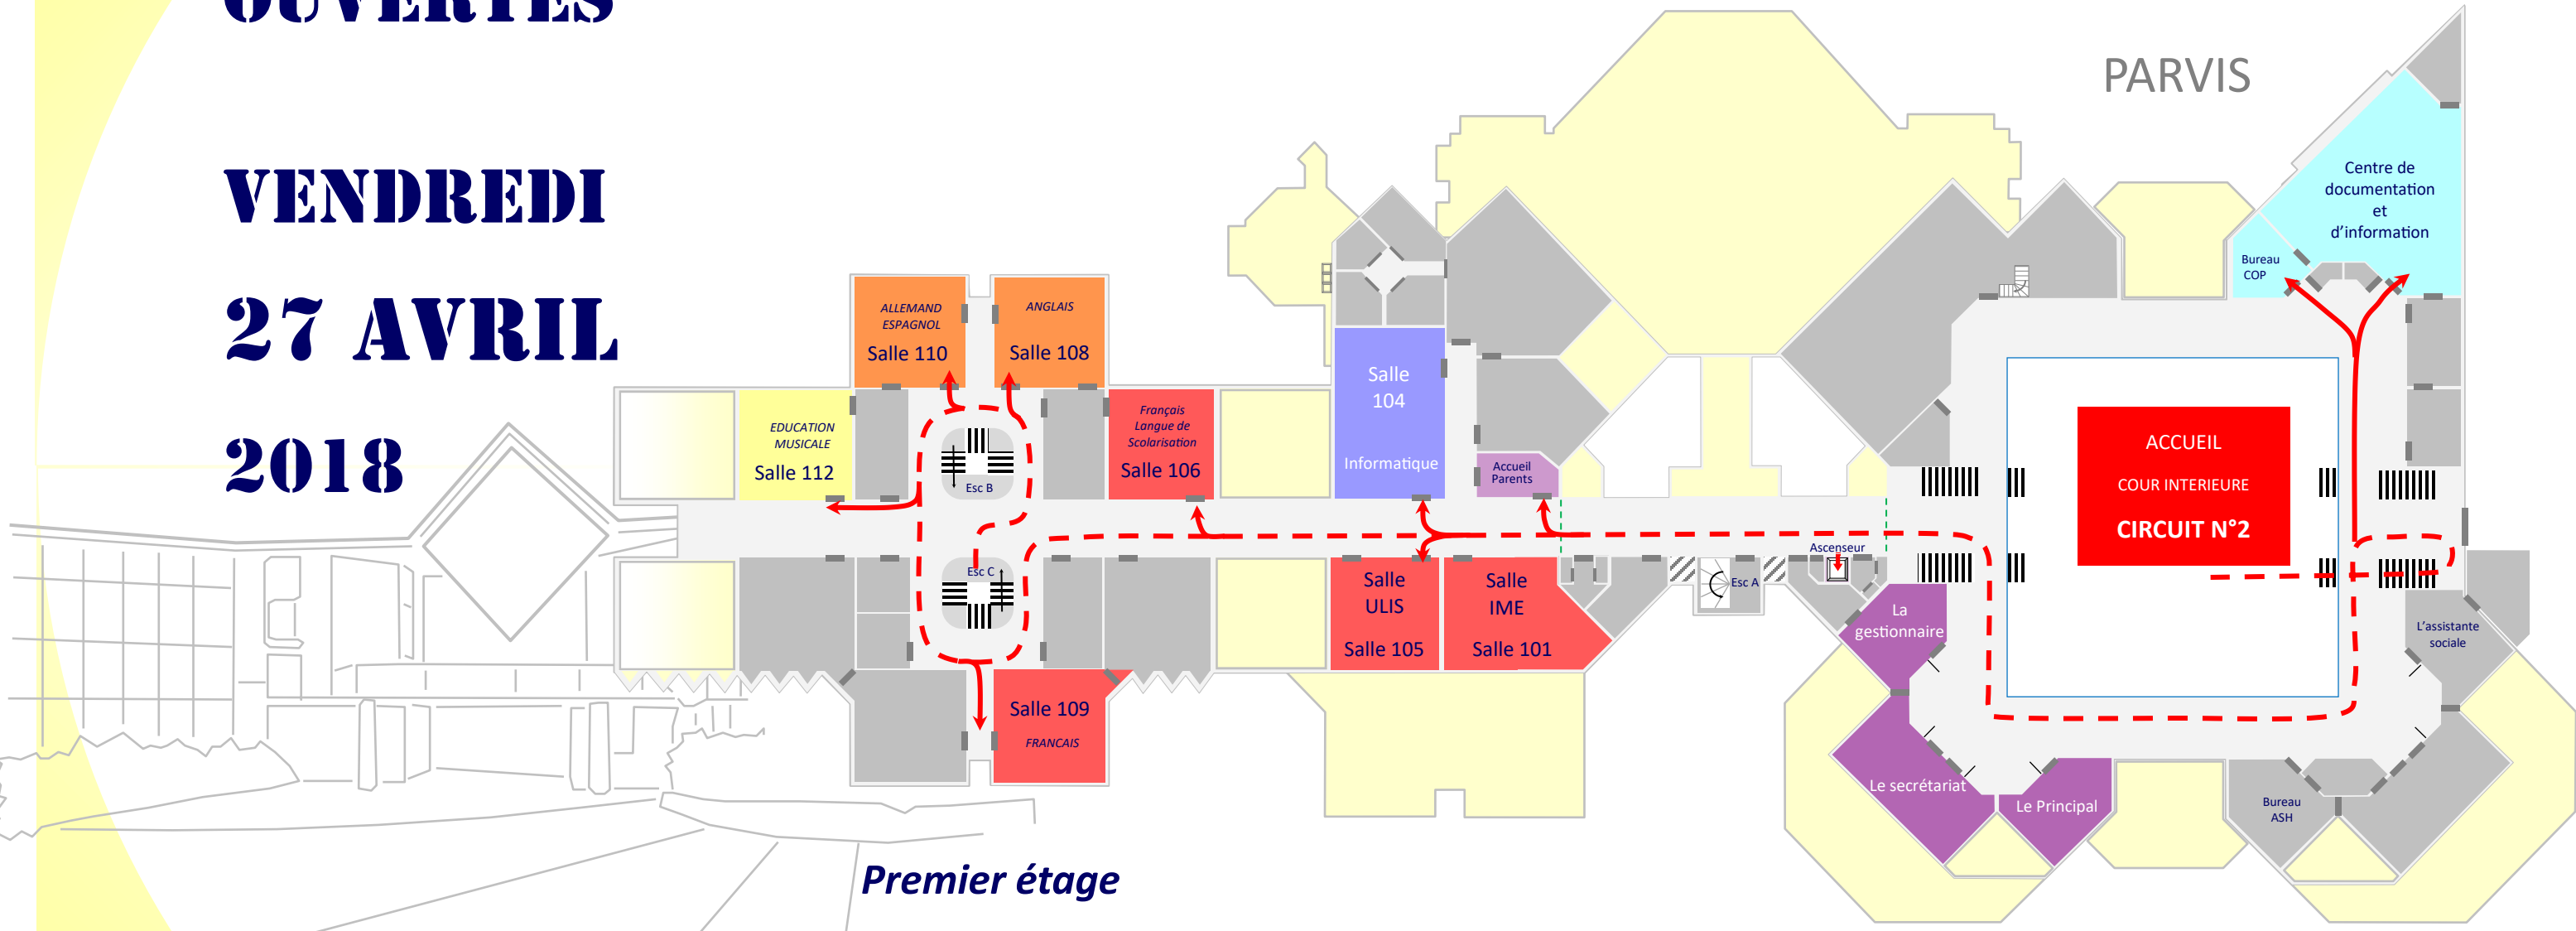 OUVERTES
VENDREDI
27 AVRIL
2018
PARVIS
Centre de
documentation
et
d'information
Bureau
COP
ALLEMAND
ESPAGNOL
Salle 110
ANGLAIS
Salle 108
EDUCATION
MUSICALE
Salle 112
Français
Langue de
Scolarisation
Salle 106
Salle
104
Informatique
Accueil
Parents
Esc B
Esc C
ACCUEIL
COUR INTERIEURE
CIRCUIT N°2
Ascenseur
Esc A
Salle
ULIS
Salle 105
Salle
IME
Salle 101
La
gestionnaire
L'assistante
sociale
Salle 109
FRANCAIS
Le secrétariat
Le Principal
Bureau
ASH
Premier étage